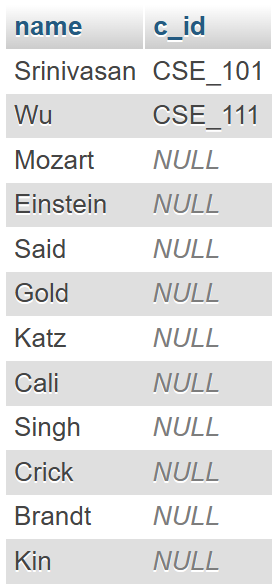 name c_id
Srinivasan CSE_101
Wu CSE_111
Mozart NULL
Einstein NULL
Said NULL
Gold NULL
Katz NULL
Cali NULL
Singh NULL
Crick NULL
Brandt NULL
Kin NULL